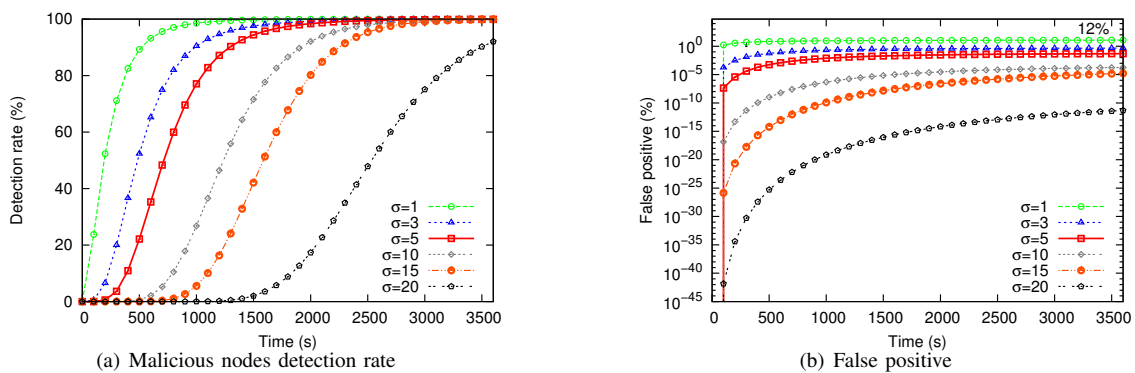 100
80
60
40
20
0
Detection rate (%)
σ=1
σ=3
σ=5
σ=10
σ=15
σ=20
0 500 1000 1500 2000 2500 3000 3500
Time (s)
(a) Malicious nodes detection rate
12%
10^0
10^−5
10^−10
10^−15
10^−20
10^−25
10^−30
10^−35
10^−40
10^−45
False positive (%)
σ=1
σ=3
σ=5
σ=10
σ=15
σ=20
0 500 1000 1500 2000 2500 3000 3500
Time (s)
(b) False positive